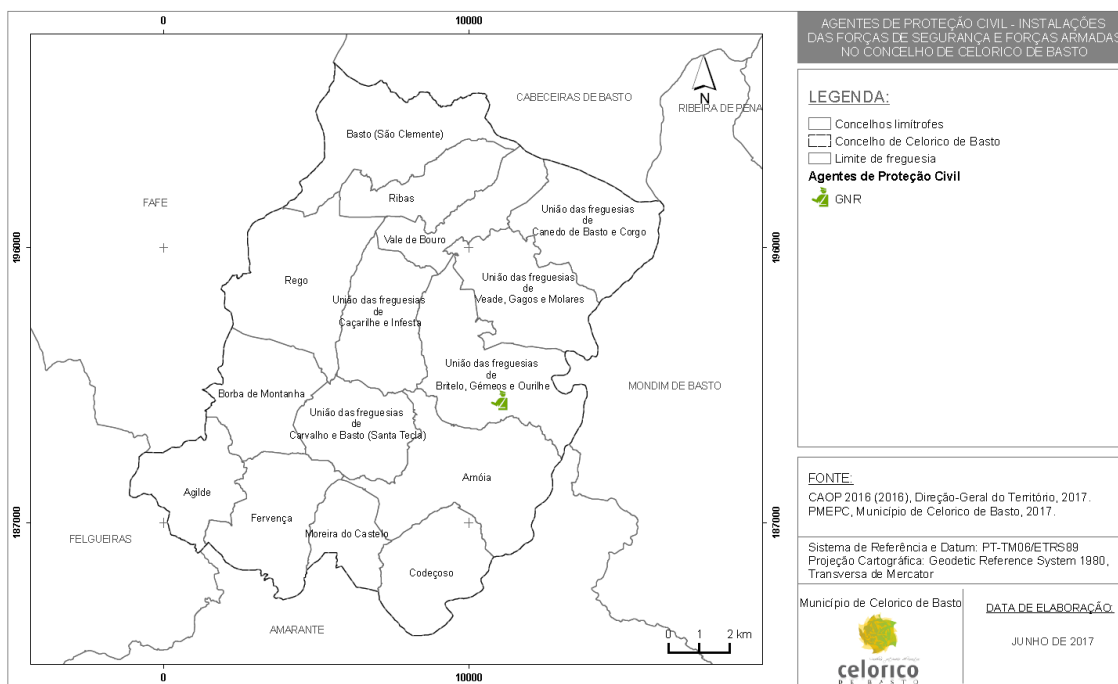 0
10000
AGENTES DE PROTEÇÃO CIVIL - INSTALAÇÕES
DAS FORÇAS DE SEGURANÇA E FORÇAS ARMADAS
NO CONCELHO DE CELORICO DE BASTO
N
CABECEIRAS DE BASTO
RIBEIRA DE PENA
Basto (São Clemente)
FAFE
Ribas
União das freguesias
de
Canedo de Basto e Corgo
Vale de Bouro
196000
196000
Rego
União das freguesias
de
Veade, Gagos e Molares
União das freguesias
de
Caçarilhe e Infesta
União das freguesias
de
Britelo, Gémeos e Ourilhe
MONDIM DE BASTO
Borba de Montanha
União das freguesias
de
Carvalho e Basto (Santa Tecla)
Arnóia
Agilde
Fervença
187000
187000
Moreira do Castelo
FELGUEIRAS
Codeçoso
AMARANTE
0 1 2 km
0
10000
LEGENDA:
Concelhos limítrofes
Concelho de Celorico de Basto
Limite de freguesia
Agentes de Proteção Civil
GNR
FONTE:
CAOP 2016 (2016), Direção-Geral do Território, 2017.
PMEPC, Município de Celorico de Basto, 2017.
Sistema de Referência e Datum: PT-TM06/ETRS89
Projeção Cartográfica: Geodetic Reference System 1980,
Transversa de Mercator
Município de Celorico de Basto
celorico
DE BASTO
DATA DE ELABORAÇÃO:
JUNHO DE 2017